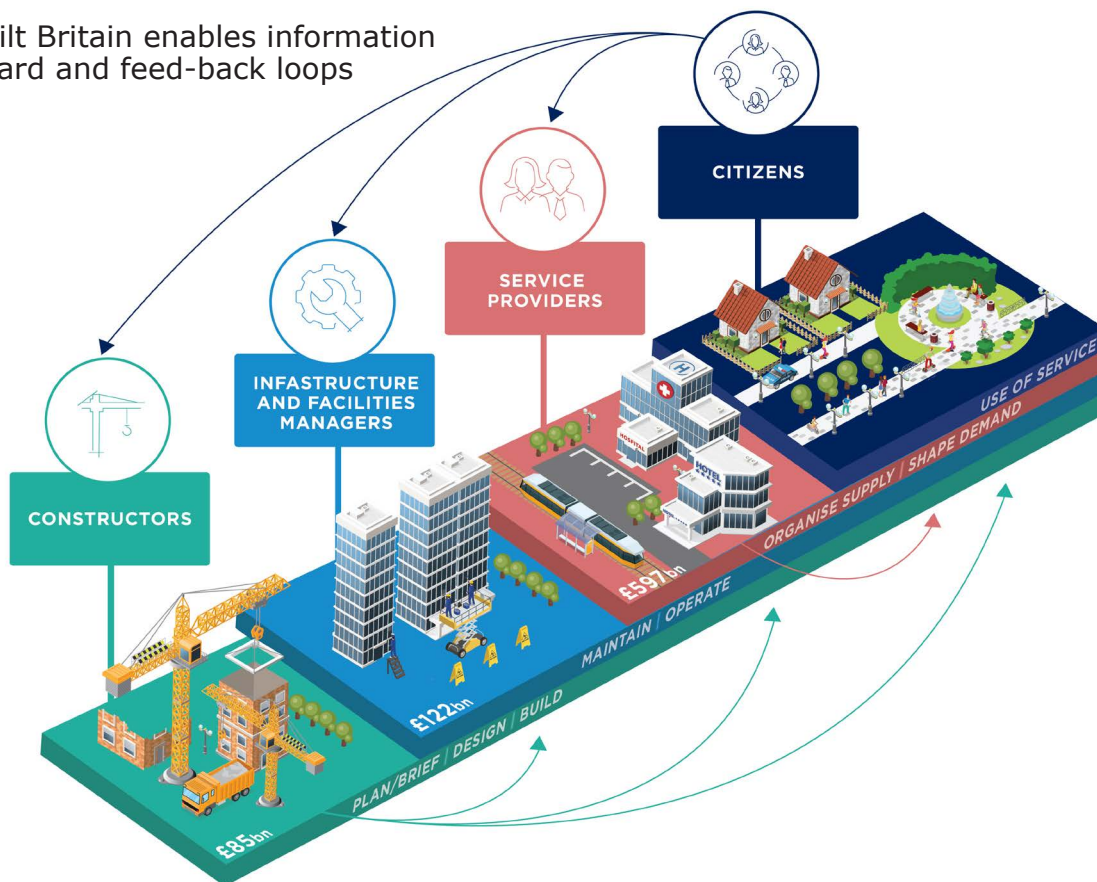 ilt Britain enables information
ard and feed-back loops
CITIZENS
SERVICE
PROVIDERS
INFASTRUCTURE
AND FACILITIES
MANAGERS
CONSTRUCTORS
USE OF SERVICE
ORGANISE SUPPLY | SHAPE DEMAND
MAINTAIN | OPERATE
PLAN/BRIEF | DESIGN | BUILD
£597bn
£122bn
£85bn
H
HOSPITAL
HOTEL